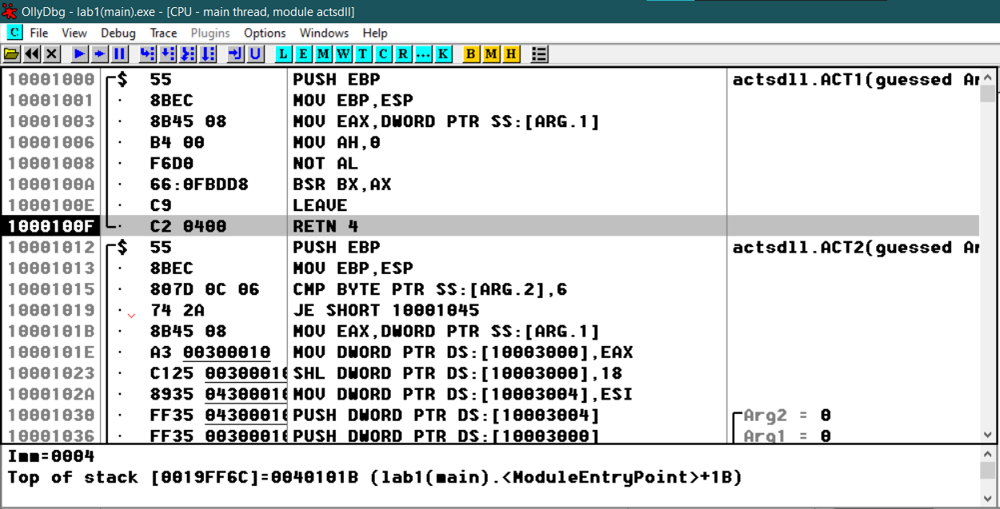 OllyDbg - lab1(main).exe - [CPU - main thread, module actsdll]
C File View Debug Trace Plugins Options Windows Help
L E M W T C R ... K B M H
10001000 $ 55 PUSH EBP actsdll.ACT1(guessed Ar
10001001 · 8BEC MOV EBP,ESP
10001003 · 8B45 08 MOV EAX,DWORD PTR SS:[ARG.1]
10001006 · B4 00 MOV AH,0
10001008 · F6D0 NOT AL
1000100A · 66:0FBDD8 BSR BX,AX
1000100E · C9 LEAVE
1000100F · C2 0400 RETN 4
10001012 $ 55 PUSH EBP actsdll.ACT2(guessed Ar
10001013 · 8BEC MOV EBP,ESP
10001015 · 807D 0C 06 CMP BYTE PTR SS:[ARG.2],6
10001019 · 74 2A JE SHORT 10001045
1000101B · 8B45 08 MOV EAX,DWORD PTR SS:[ARG.1]
1000101E · A3 00300010 MOV DWORD PTR DS:[10003000],EAX
10001023 · C125 00300010 SHL DWORD PTR DS:[10003000],18
1000102A · 8935 04300010 MOV DWORD PTR DS:[10003004],ESI
10001030 · FF35 04300010 PUSH DWORD PTR DS:[10003004] Arg2 = 0
10001036 · FF35 00300010 PUSH DWORD PTR DS:[10003000] Arg1 = 0
Imm=0004
Top of stack [0019FF6C]=0040101B (lab1(main).<ModuleEntryPoint>+1B)